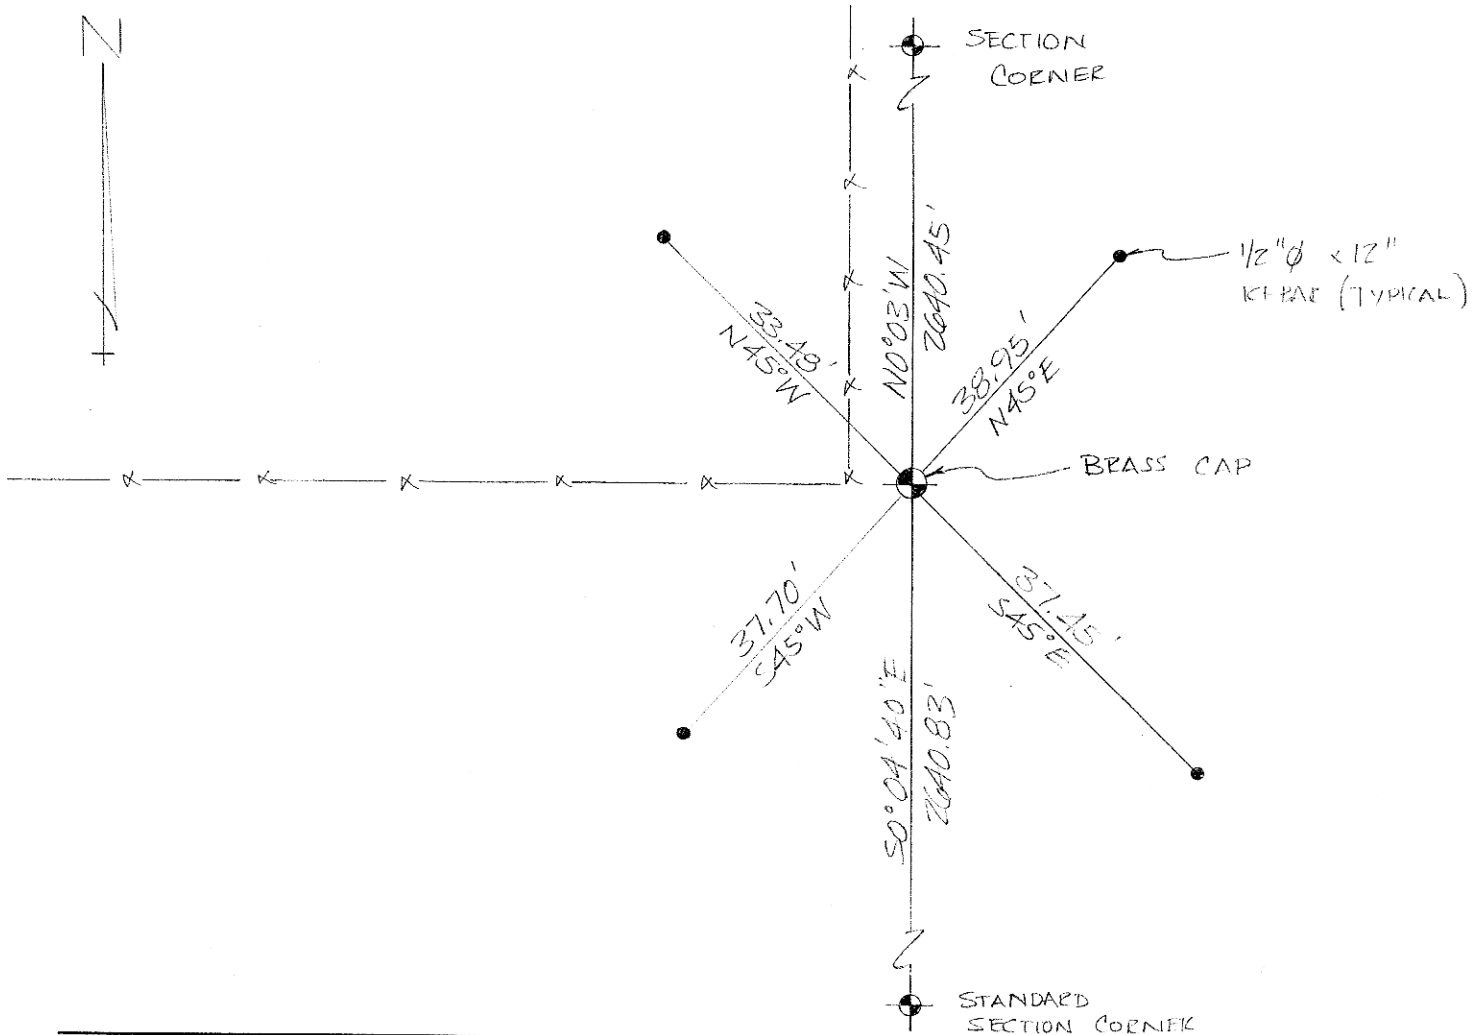 N
SECTION
CORNER
N0°03'W
2640.45'
33.48'
N45°W
38.95'
N45°E
1/2"Ø x 12"
REBAR (TYPICAL)
BRASS CAP
37.70'
S45°W
37.45'
S45°E
S0°04'40"E
2640.83'
STANDARD
SECTION CORNER